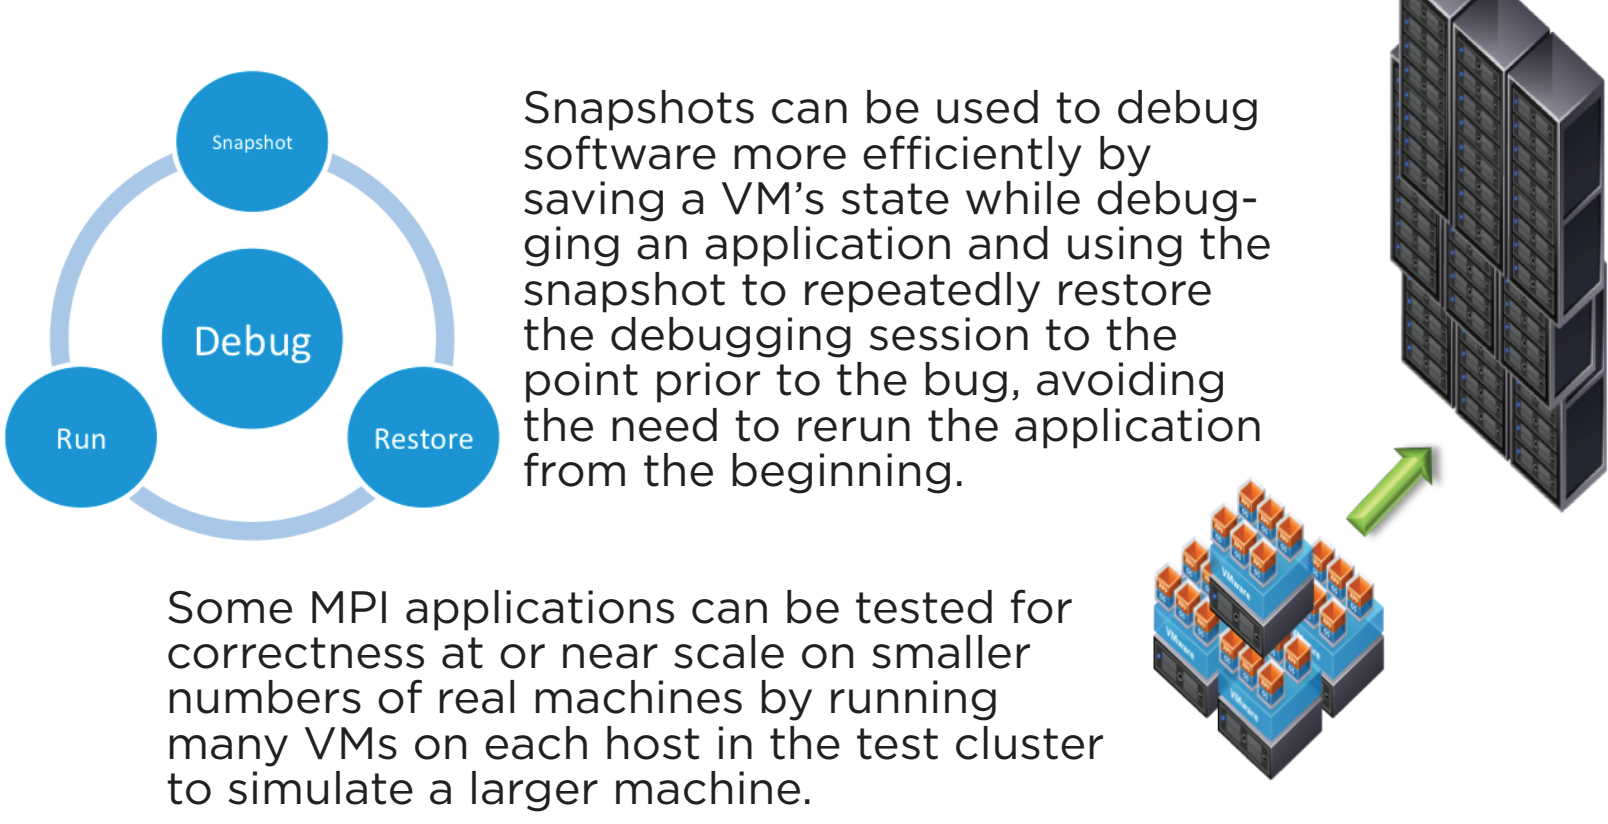 Snapshot
Debug
Run
Restore
Snapshots can be used to debug
software more efficiently by
saving a VM's state while debug-
ging an application and using the
snapshot to repeatedly restore
the debugging session to the
point prior to the bug, avoiding
the need to rerun the application
from the beginning.
Some MPI applications can be tested for
correctness at or near scale on smaller
numbers of real machines by running
many VMs on each host in the test cluster
to simulate a larger machine.
VMware
VMware
VMware